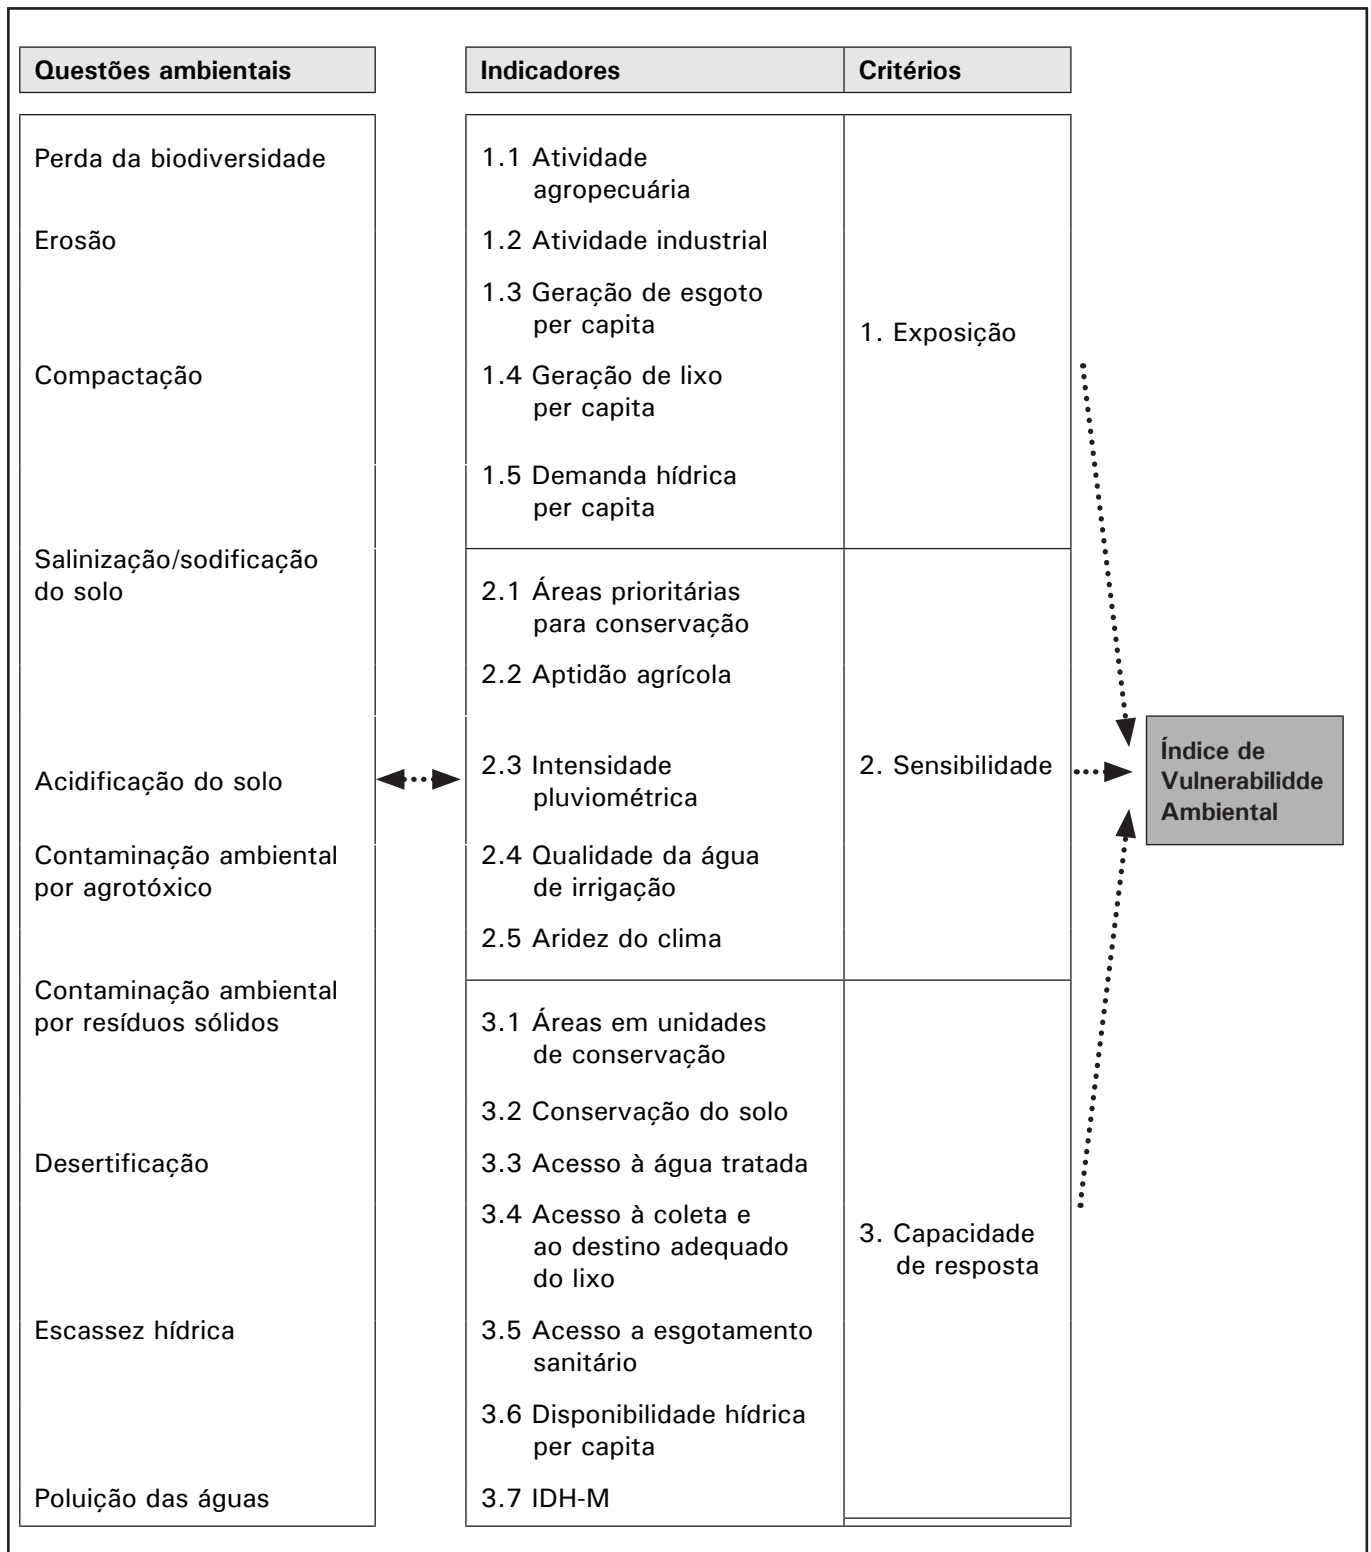 Questões ambientais
Indicadores
Critérios
Perda da biodiversidade
Erosão
Compactação
Salinização/sodificação
do solo
Acidificação do solo
Contaminação ambiental
por agrotóxico
Contaminação ambiental
por resíduos sólidos
Desertificação
Escassez hídrica
Poluição das águas
1.1 Atividade
agropecuária
1.2 Atividade industrial
1.3 Geração de esgoto
per capita
1.4 Geração de lixo
per capita
1.5 Demanda hídrica
per capita
1. Exposição
2.1 Áreas prioritárias
para conservação
2.2 Aptidão agrícola
2.3 Intensidade
pluviométrica
2.4 Qualidade da água
de irrigação
2.5 Aridez do clima
2. Sensibilidade
3.1 Áreas em unidades
de conservação
3.2 Conservação do solo
3.3 Acesso à água tratada
3.4 Acesso à coleta e
ao destino adequado
do lixo
3.5 Acesso a esgotamento
sanitário
3.6 Disponibilidade hídrica
per capita
3.7 IDH-M
3. Capacidade
de resposta
Índice de
Vulnerabilidde
Ambiental